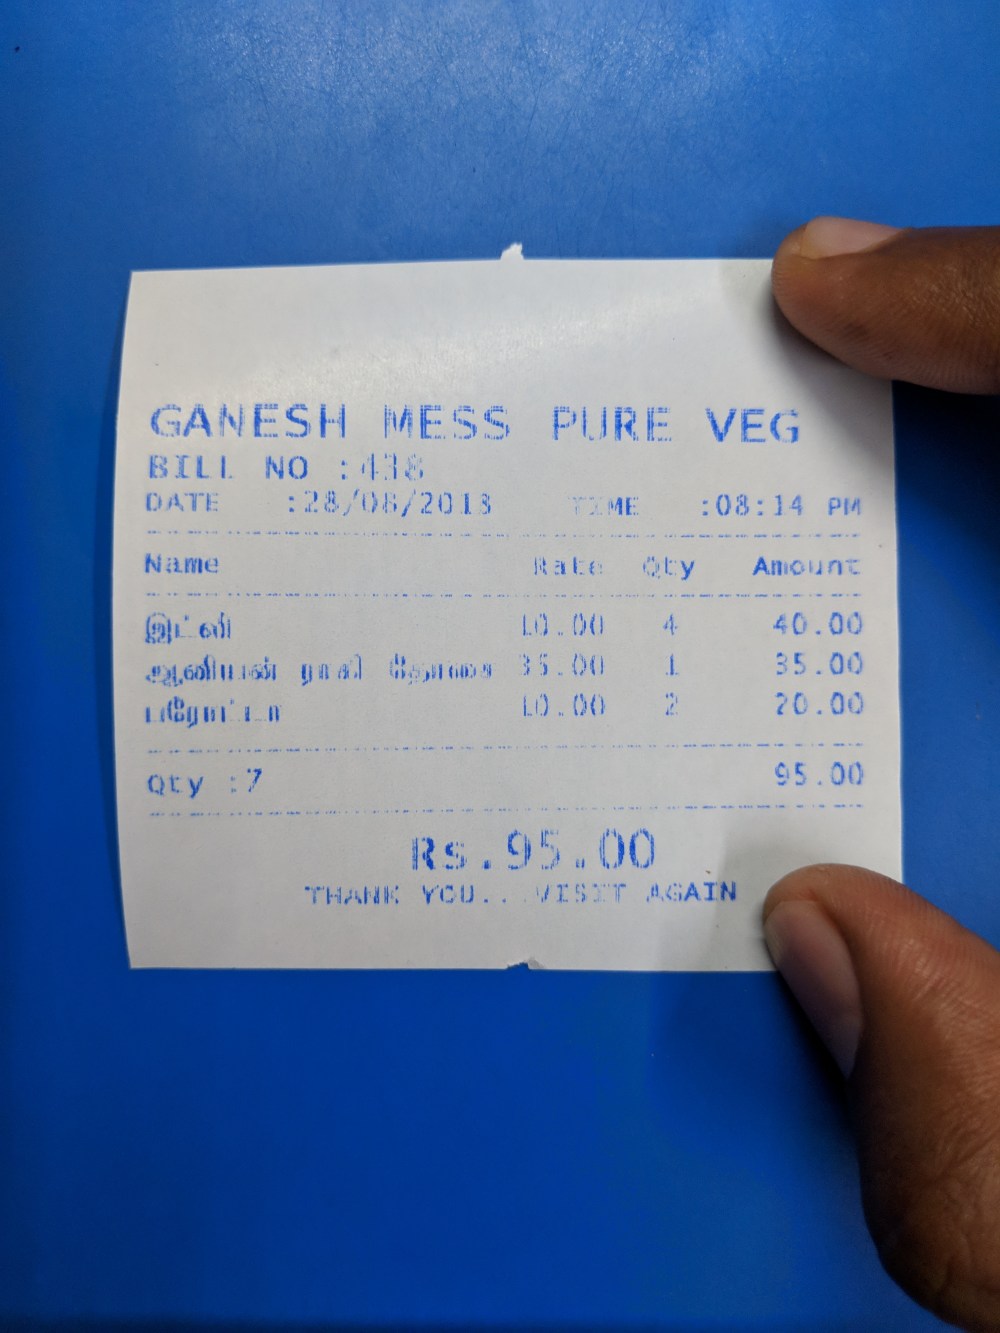 GANESH MESS PURE VEG
BILL NO :438
DATE :28/08/2018 TIME :08:14 PM
Name Rate Qty Amount
இட்லி 10.00 4 40.00
ஆனியன் ராகி தோசை 35.00 1 35.00
பரோட்டா 10.00 2 20.00
Qty :7 95.00
Rs.95.00
THANK YOU.. VISIT AGAIN